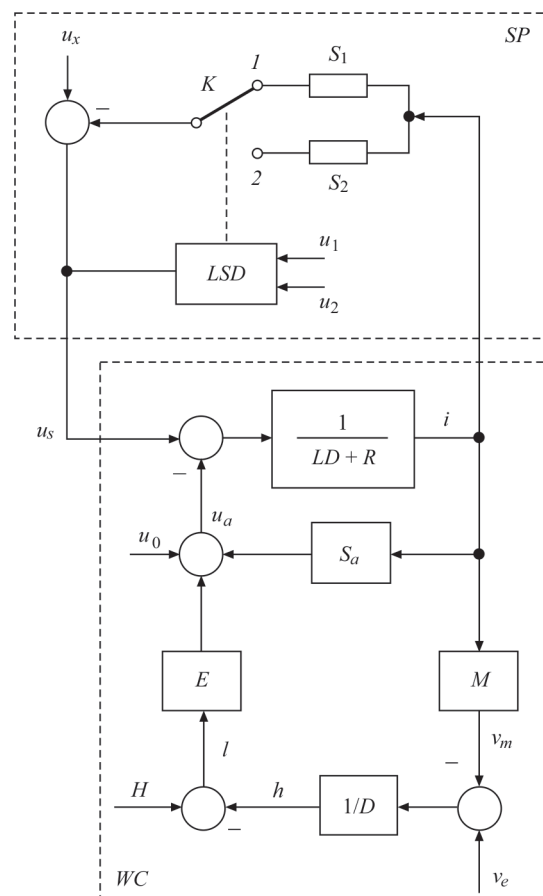 u_x
SP
K
1
S_1
−
2
S_2
LSD
u_1
u_2
u_s
1
LD + R
i
−
u_a
u_0
S_a
E
M
l
v_m
−
H
h
1/D
−
WC
v_e